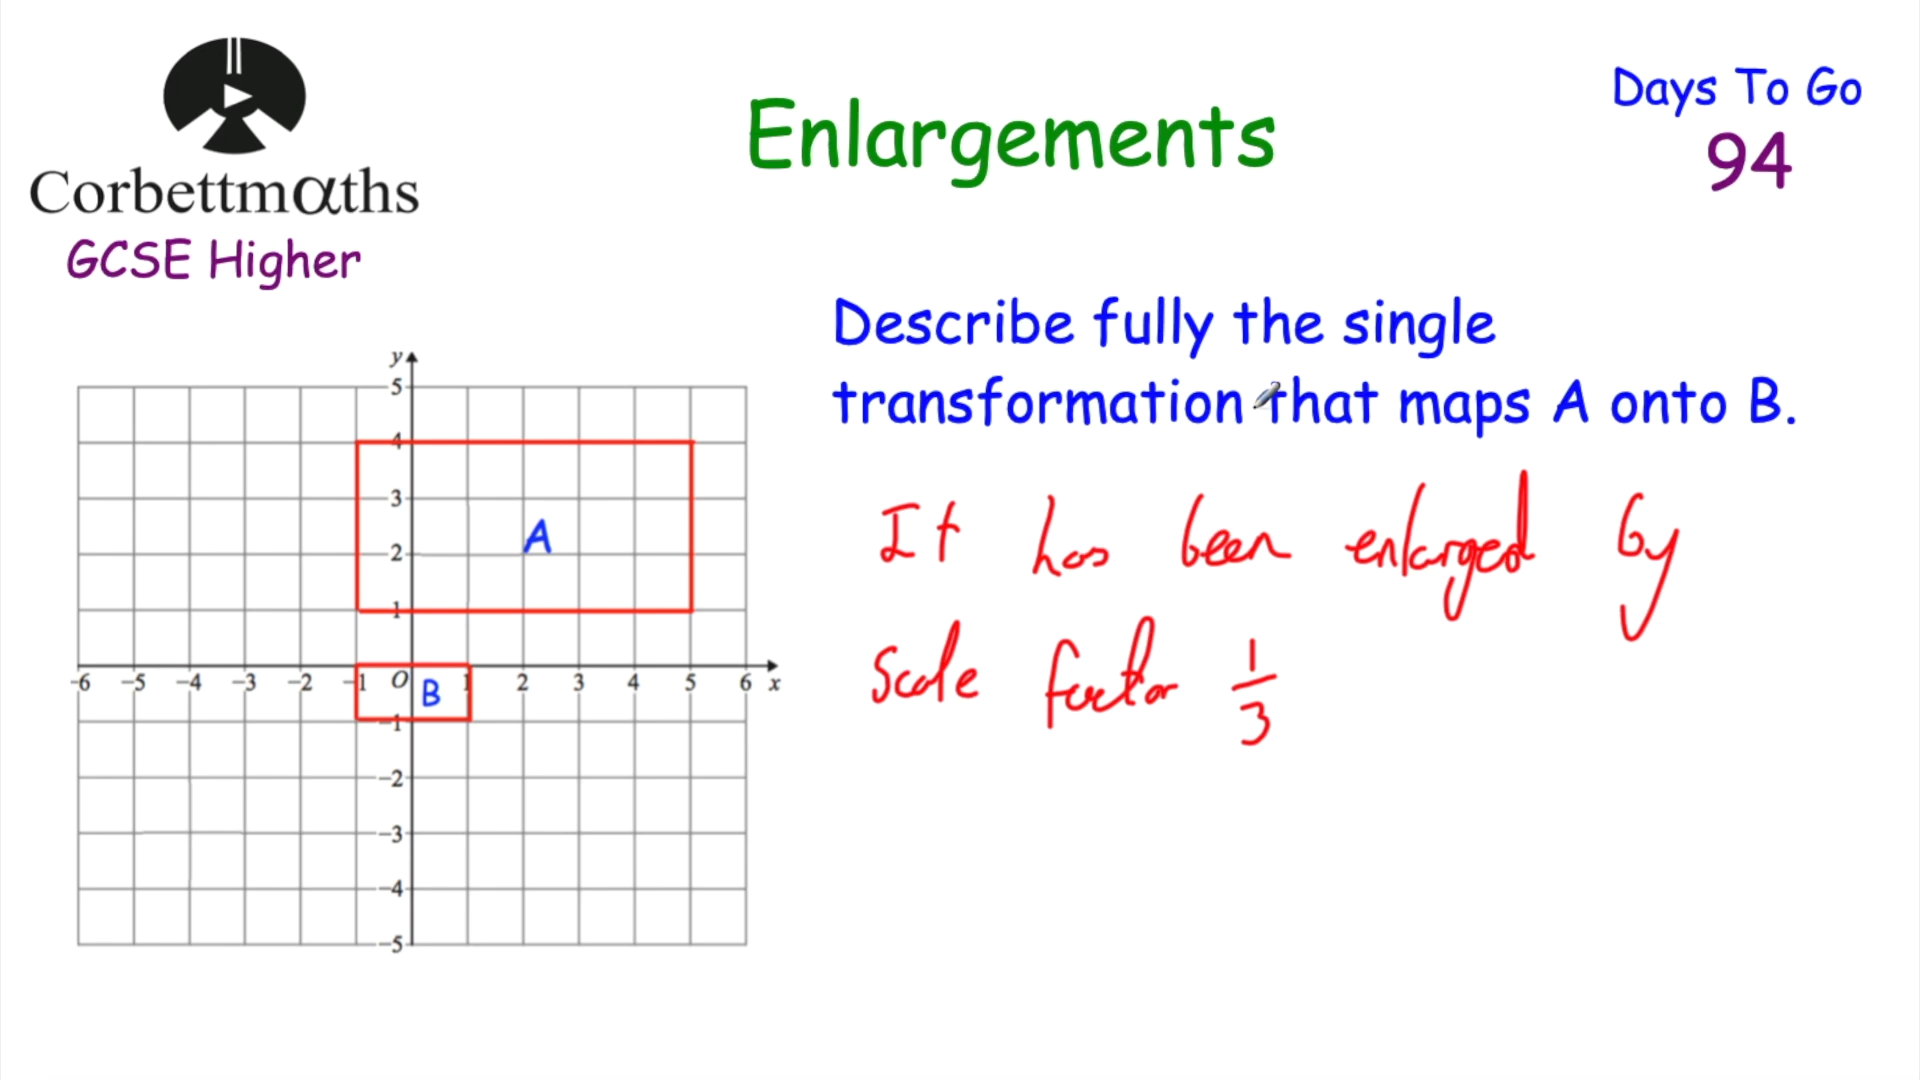 Corbettmαths
GCSE Higher
Enlargements
Days To Go
94
Describe fully the single
transformation that maps A onto B.
It has been enlarged by
Scale factor 1/3
y
5
4
3
A
2
1
-6 -5 -4 -3 -2 -1 O B 1 2 3 4 5 6 x
-1
-2
-3
-4
-5